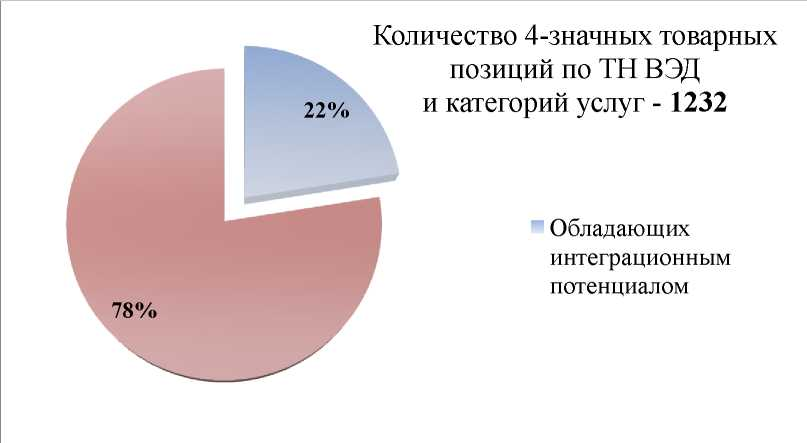 Количество 4-значных товарных
позиций по ТН ВЭД
и категорий услуг - 1232
22%
78%
Обладающих
интеграционным
потенциалом